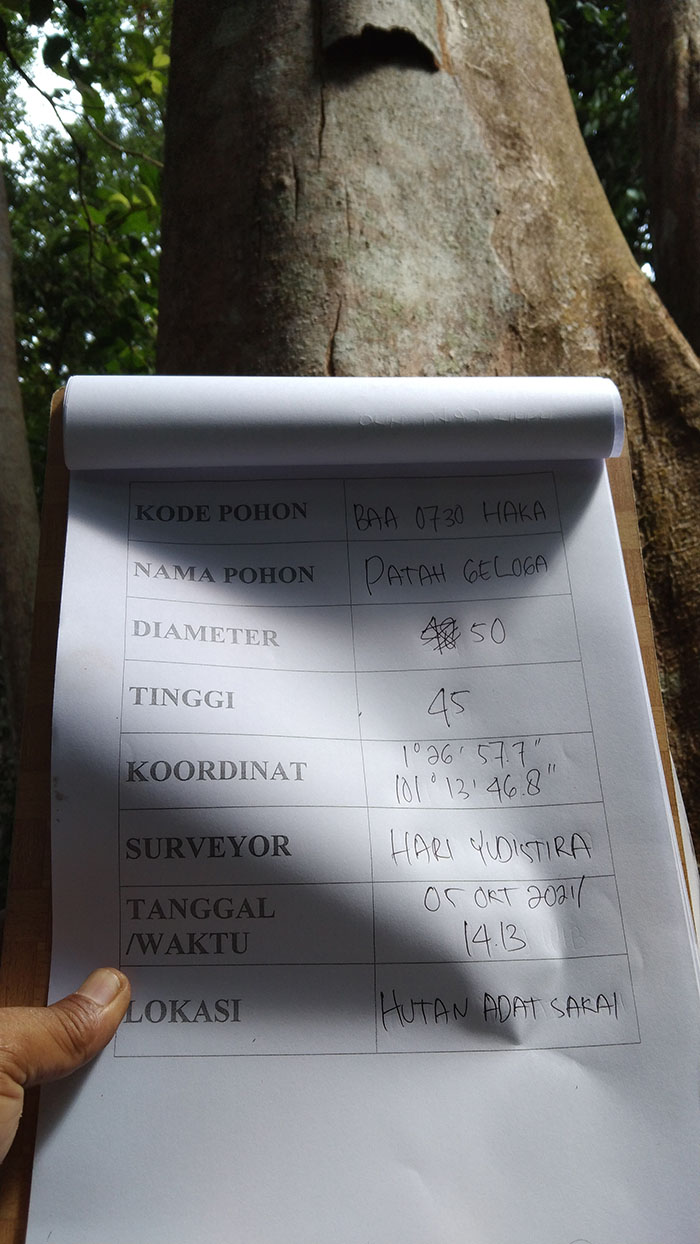 KODE POHON BAA 0730 HAKA
NAMA POHON PATAH GELOGA
DIAMETER 50
TINGGI 45
KOORDINAT 1°26'57.7"
101°13'46.8"
SURVEYOR HARI YUDISTIRA
TANGGAL 05 OKT 2021/
/WAKTU 14.13
LOKASI HUTAN ADAT SAKAI